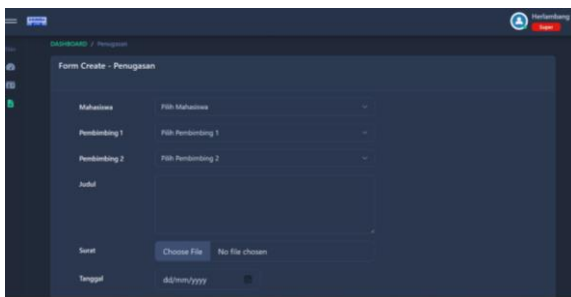 Herlambang
Super
DASHBOARD / Penugasan
Form Create - Penugasan
Mahasiswa Pilih Mahasiswa
Pembimbing 1 Pilih Pembimbing 1
Pembimbing 2 Pilih Pembimbing 2
Judul
Surat Choose File No file chosen
Tanggal dd/mm/yyyy